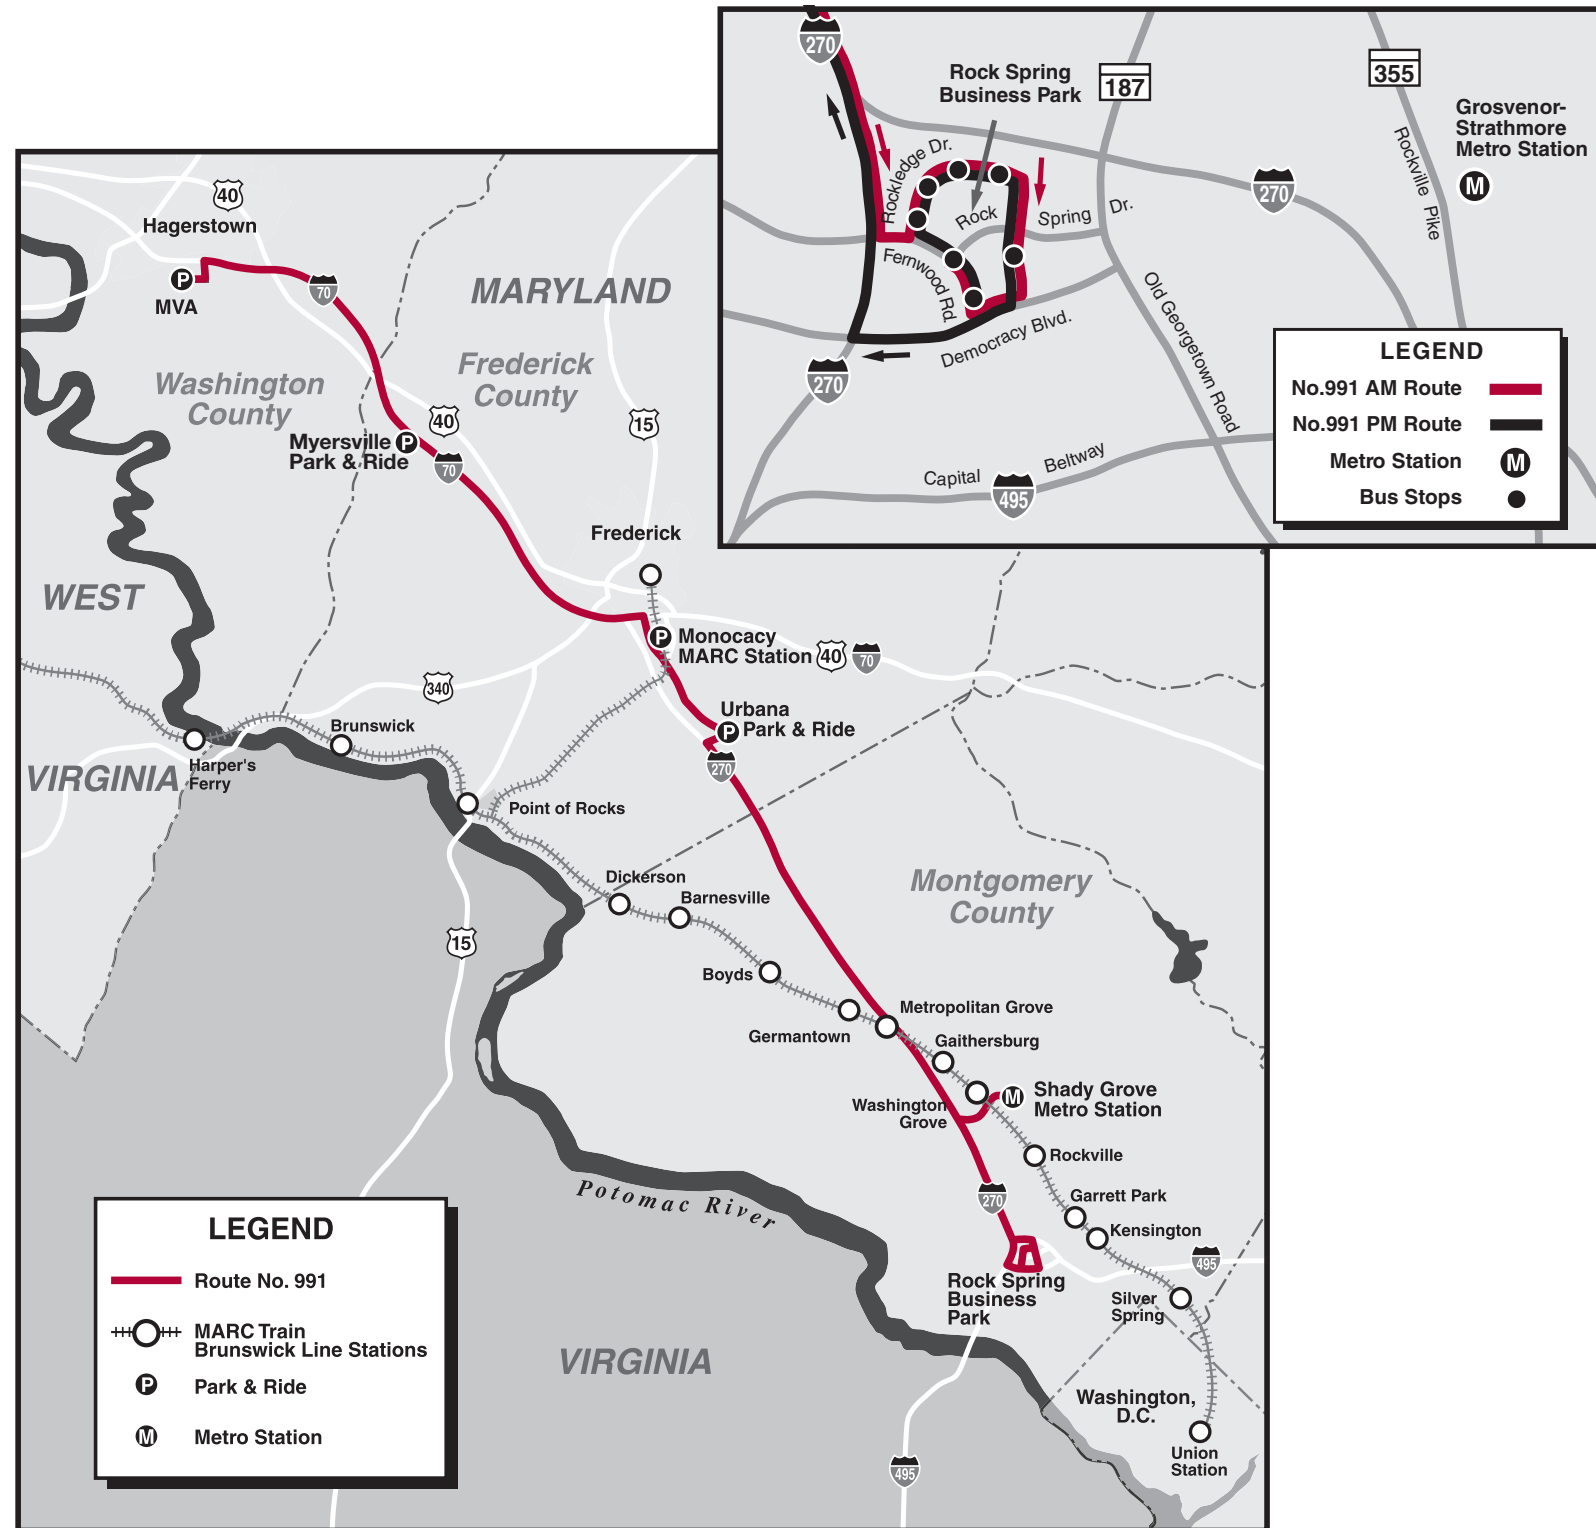 270
Rock Spring
Business Park
187
355
Grosvenor-
Strathmore
Metro Station
M
Rockledge Dr.
Rock
Spring Dr.
Rockville Pike
270
Fernwood Rd.
Democracy Blvd.
Old Georgetown Road
270
Capital Beltway
495
LEGEND
No.991 AM Route
No.991 PM Route
Metro Station M
Bus Stops
40
Hagerstown
P
MVA
70
MARYLAND
Washington
County
Frederick
County
40
15
Myersville
Park & Ride
P
70
Frederick
WEST
P
Monocacy
MARC Station
40
70
340
Urbana
P
Park & Ride
270
Brunswick
Harper's
Ferry
VIRGINIA
Point of Rocks
Dickerson
Barnesville
Montgomery
County
15
Boyds
Metropolitan Grove
Germantown
Gaithersburg
Washington
Grove
M
Shady Grove
Metro Station
Rockville
270
Garrett Park
Kensington
Potomac River
495
Rock Spring
Business
Park
Silver
Spring
VIRGINIA
Washington,
D.C.
Union
Station
495
LEGEND
Route No. 991
MARC Train
Brunswick Line Stations
P Park & Ride
M Metro Station